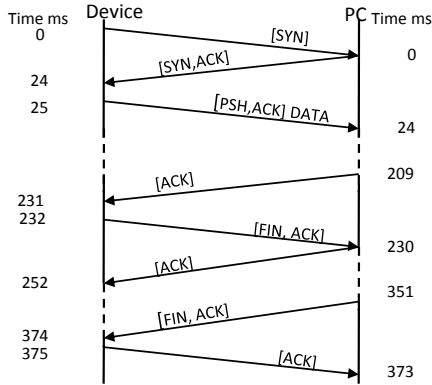 Time ms Device PC Time ms
0 [SYN] 0
[SYN,ACK]
24
25 [PSH,ACK] DATA 24
209
[ACK]
231
232 [FIN, ACK] 230
[ACK]
252 351
[FIN, ACK]
374
375 [ACK] 373